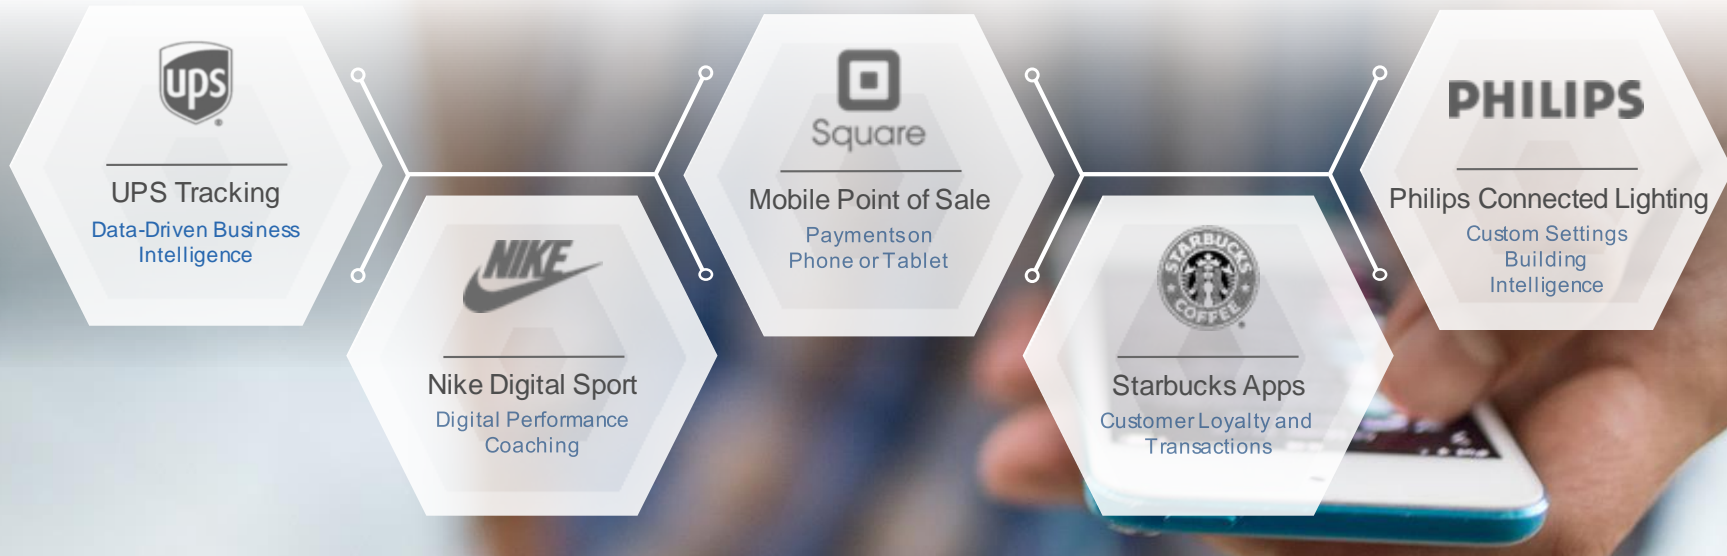 ups
UPS Tracking
Data-Driven Business
Intelligence
NIKE
Nike Digital Sport
Digital Performance
Coaching
Square
Mobile Point of Sale
Payments on
Phone or Tablet
STARBUCKS
COFFEE
Starbucks Apps
Customer Loyalty and
Transactions
PHILIPS
Philips Connected Lighting
Custom Settings
Building
Intelligence